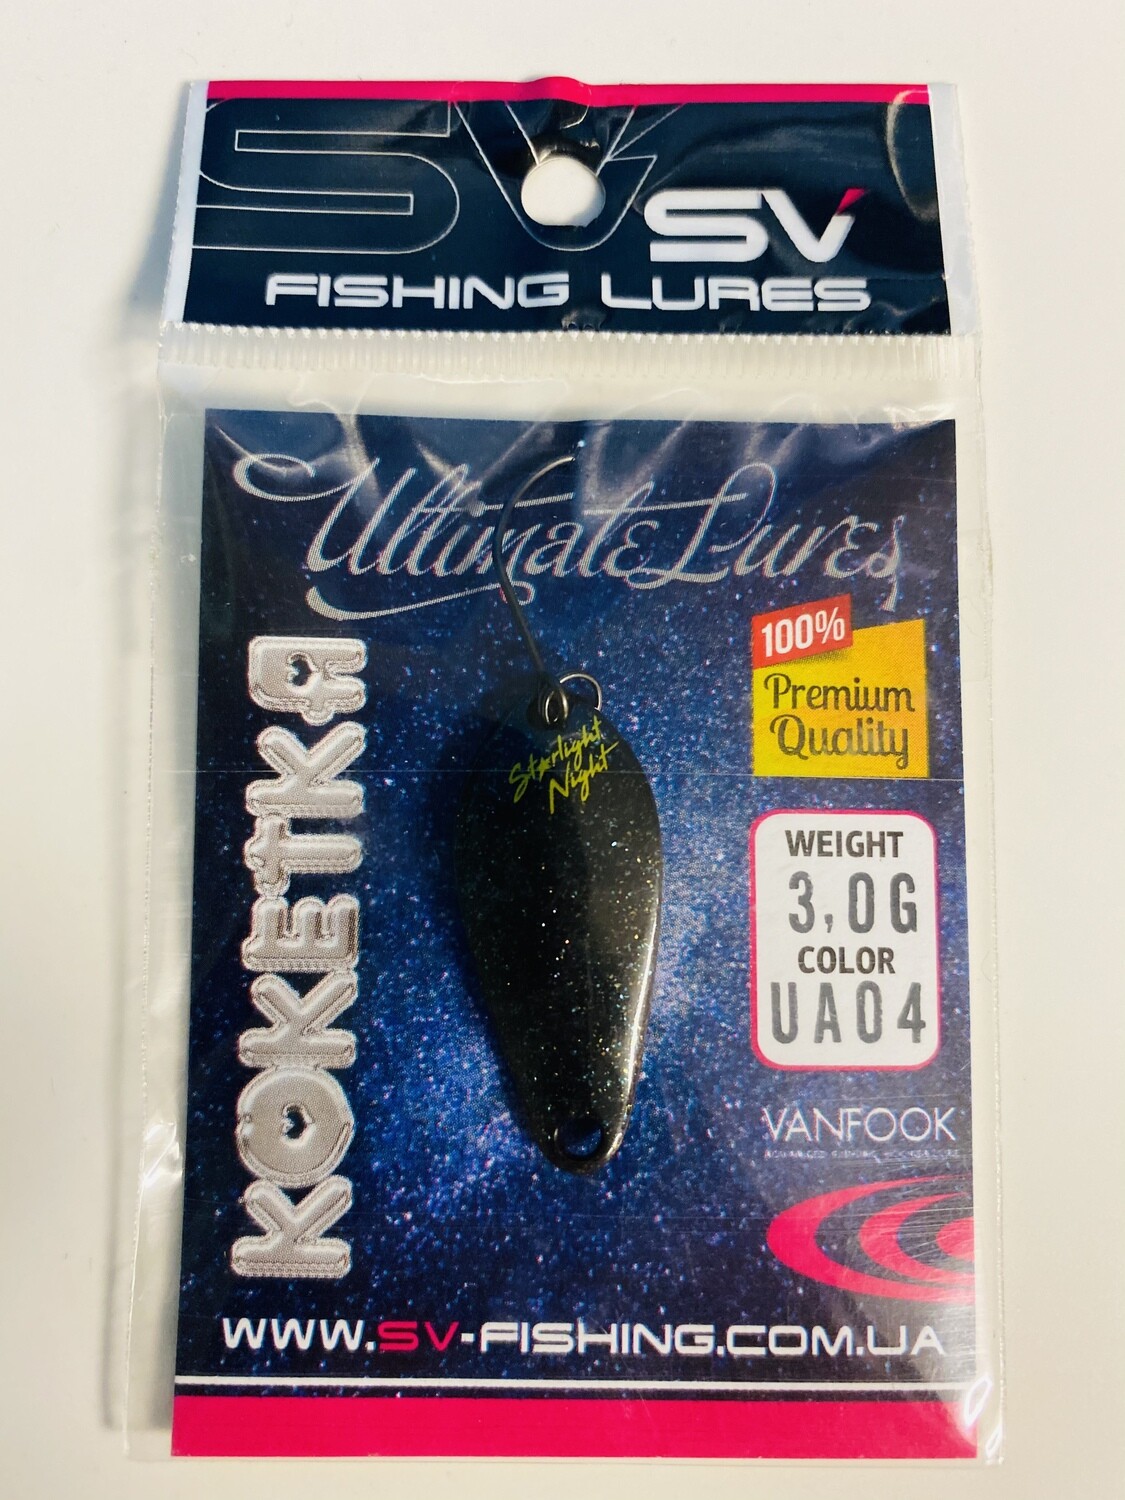 SV
SV
FISHING LURES
Ultimate Lures
100%
Premium
Quality
KOKETKA
Starlight
Night
WEIGHT
3,0G
COLOR
UA04
VANFOOK
WWW.SV-FISHING.COM.UA